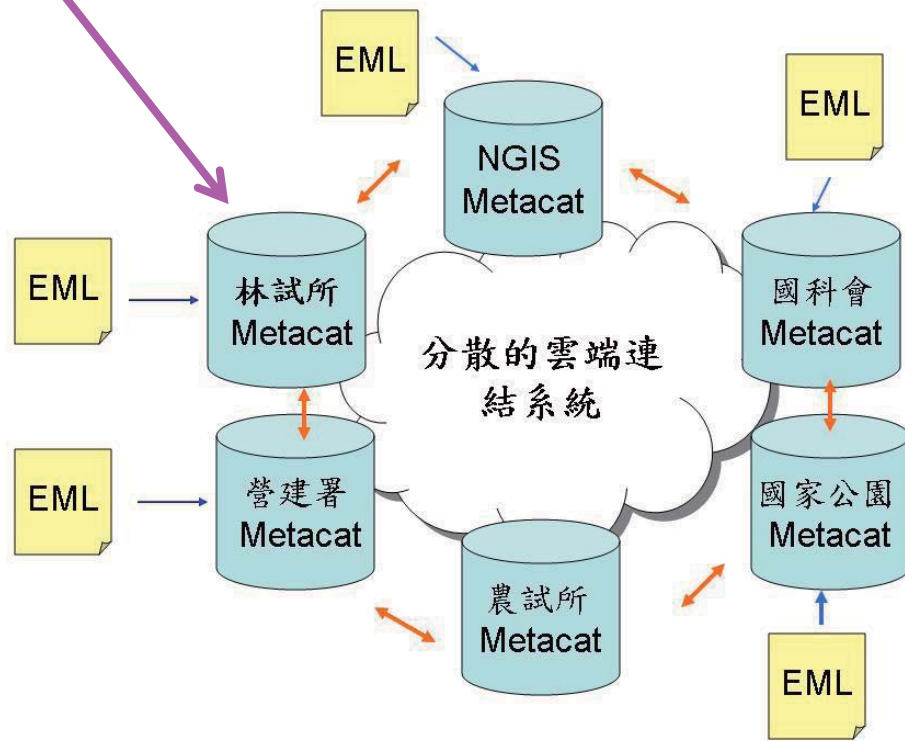 EML
NGIS
Metacat
EML
EML
林試所
Metacat
國科會
Metacat
分散的雲端連
結系統
EML
營建署
Metacat
國家公園
Metacat
農試所
Metacat
EML